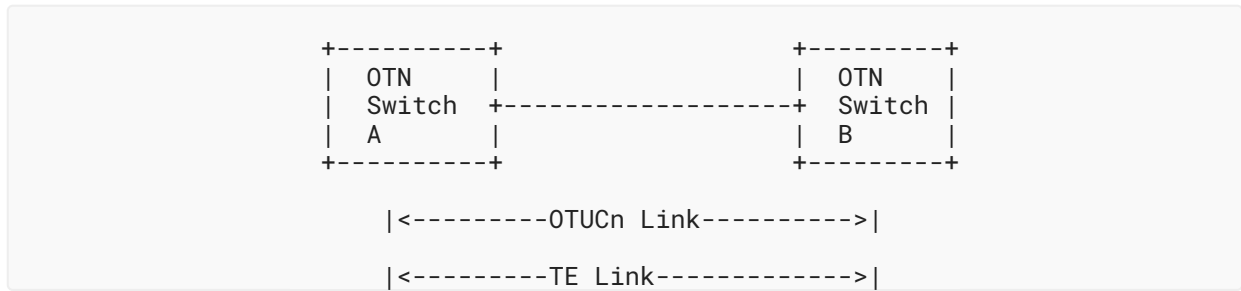 +----------+                   +---------+
|  OTN     |                   |  OTN    |
|  Switch  +-------------------+  Switch |
|  A       |                   |  B      |
+----------+                   +---------+
|<---------OTUCn Link---------->|
|<---------TE Link------------->|